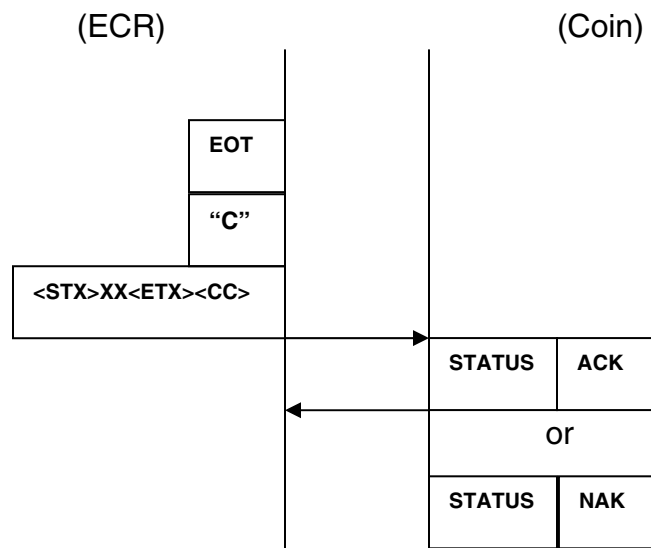 (ECR) (Coin)
EOT
“C”
<STX>XX<ETX><CC>
STATUS ACK
or
STATUS NAK